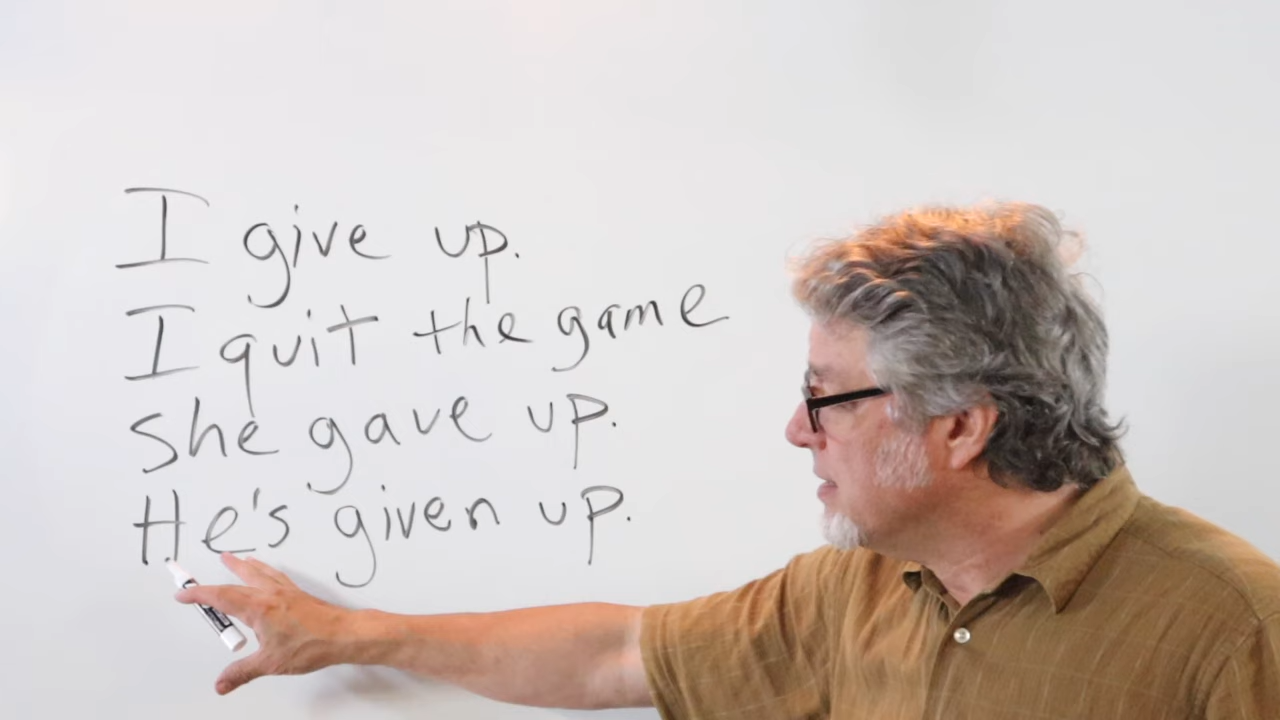 I give up.
I quit the game
She gave up.
He's given up.